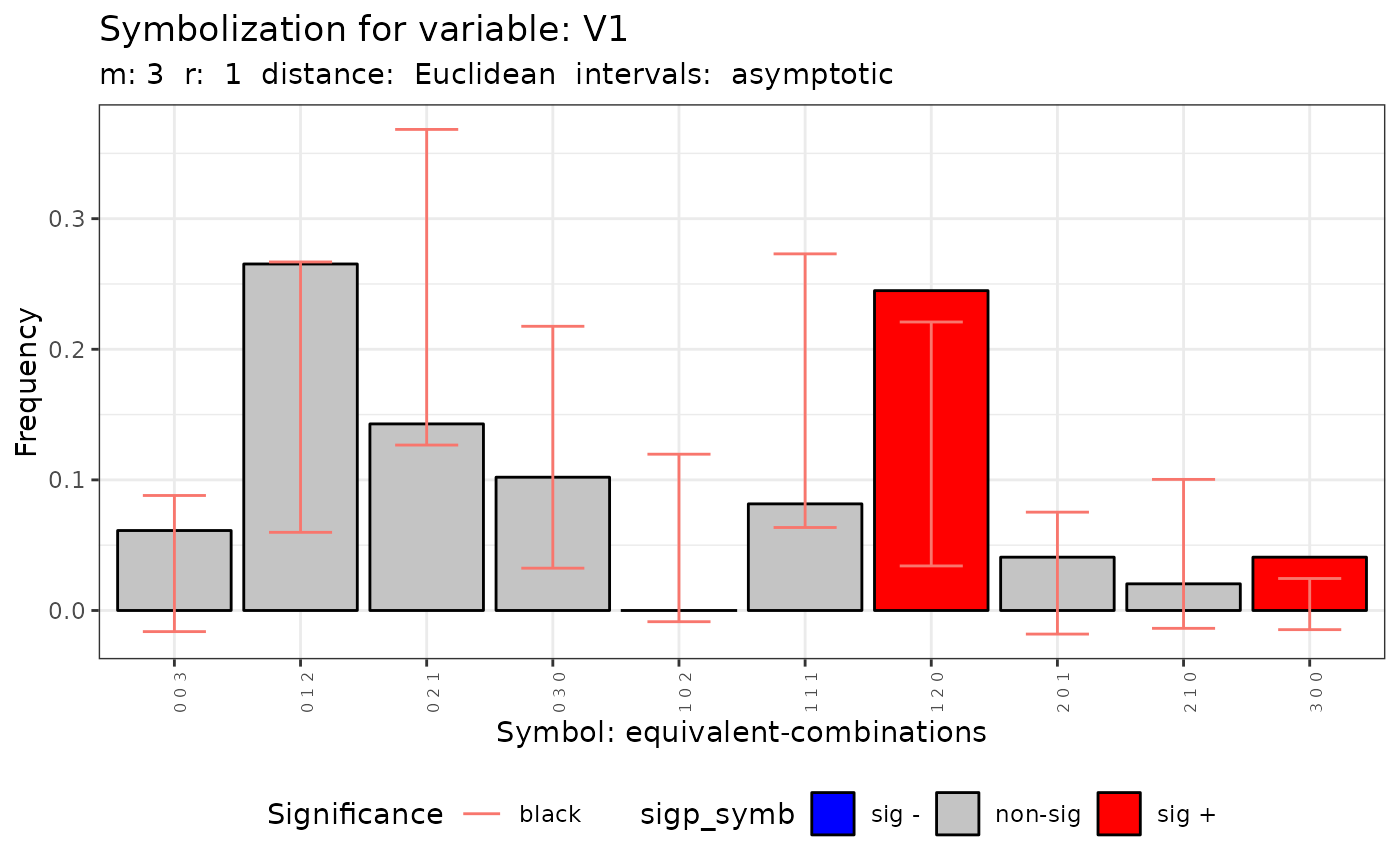 Symbolization for variable: V1
m: 3 r: 1 distance: Euclidean intervals: asymptotic
Frequency
0.3
0.2
0.1
0.0
0 0 3
0 1 2
0 2 1
0 3 0
1 0 2
1 1 1
1 2 0
2 0 1
2 1 0
3 0 0
Symbol: equivalent-combinations
Significance black sigp_symb sig - non-sig sig +